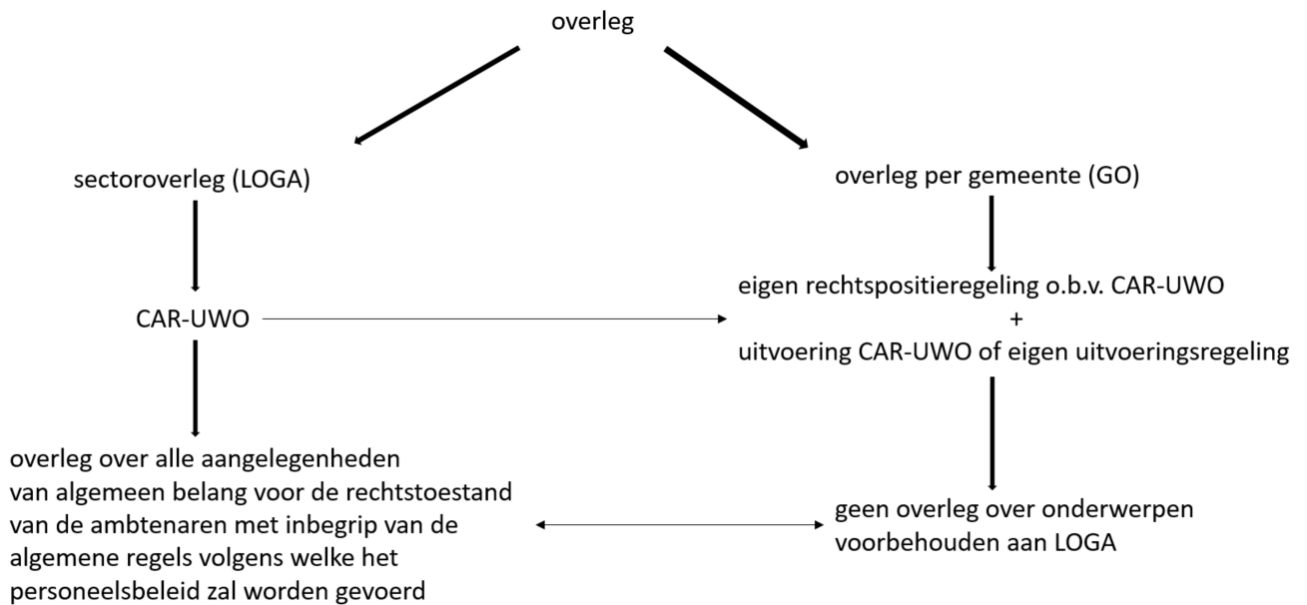 overleg
sectoroverleg (LOGA)
overleg per gemeente (GO)
CAR-UWO
eigen rechtspositieregeling o.b.v. CAR-UWO
+
uitvoering CAR-UWO of eigen uitvoeringsregeling
overleg over alle aangelegenheden
van algemeen belang voor de rechtstoestand
van de ambtenaren met inbegrip van de
algemene regels volgens welke het
personeelsbeleid zal worden gevoerd
geen overleg over onderwerpen
voorbehouden aan LOGA